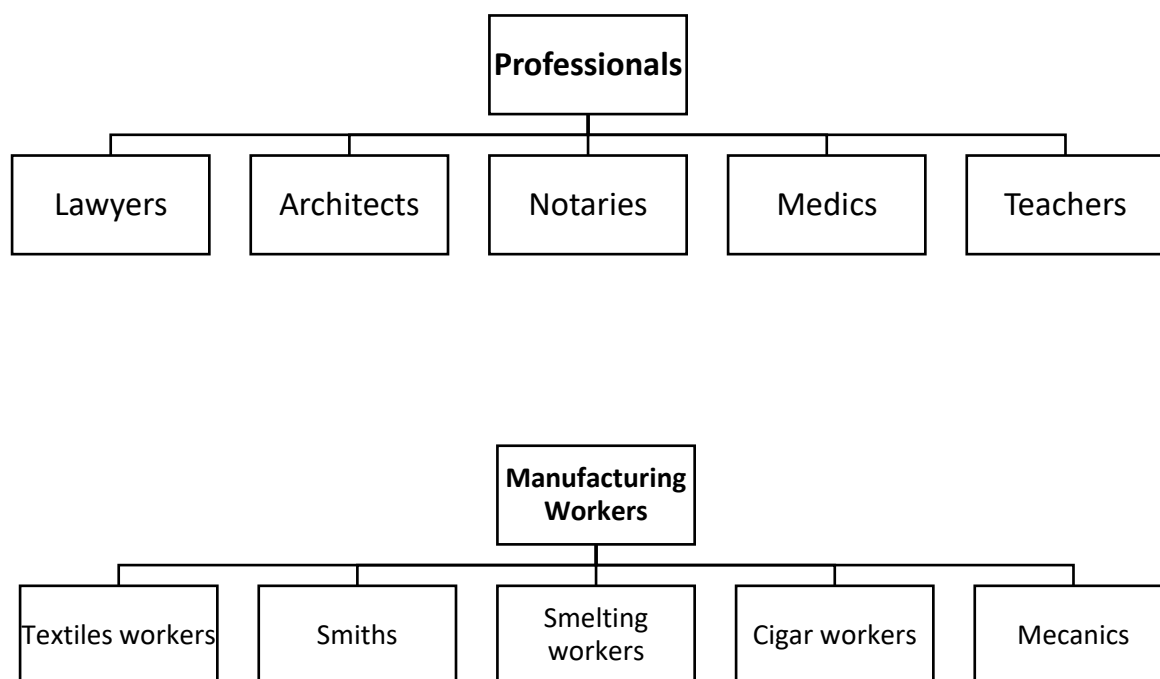 Professionals
Lawyers
Architects
Notaries
Medics
Teachers
Manufacturing
Workers
Textiles workers
Smiths
Smelting
workers
Cigar workers
Mecanics